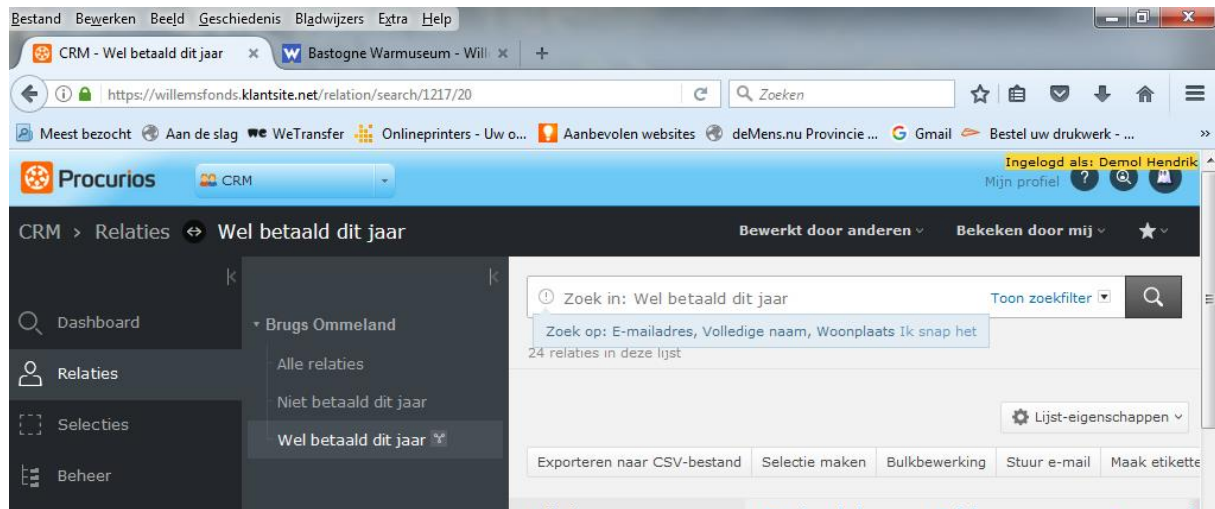 Bestand Bewerken Beeld Geschiedenis Bladwijzers Extra Help
CRM - Wel betaald dit jaar
Bastogne Warmuseum - Will
https://willemsfonds.klantsite.net/relation/search/1217/20
Zoeken
Meest bezocht Aan de slag WeTransfer Onlineprinters - Uw o... Aanbevolen websites deMens.nu Provincie ... Gmail Bestel uw drukwerk - ...
Ingelogd als: Demol Hendrik
Procurios CRM Mijn profiel
CRM > Relaties Wel betaald dit jaar Bewerkt door anderen Bekeken door mij
Zoek in: Wel betaald dit jaar Toon zoekfilter
Zoek op: E-mailadres, Volledige naam, Woonplaats Ik snap het
24 relaties in deze lijst
Dashboard
Relaties
Selecties
Beheer
Brugs Ommeland
Alle relaties
Niet betaald dit jaar
Wel betaald dit jaar
Lijst-eigenschappen
Exporteren naar CSV-bestand Selectie maken Bulkbewerking Stuur e-mail Maak etikette